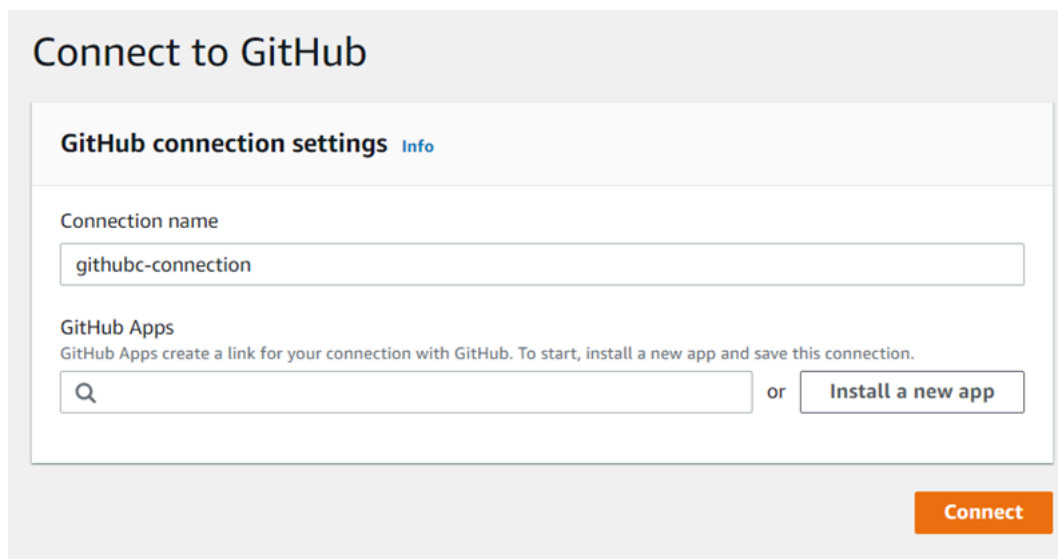 Connect to GitHub
GitHub connection settings Info
Connection name
githubc-connection
GitHub Apps
GitHub Apps create a link for your connection with GitHub. To start, install a new app and save this connection.
or Install a new app
Connect